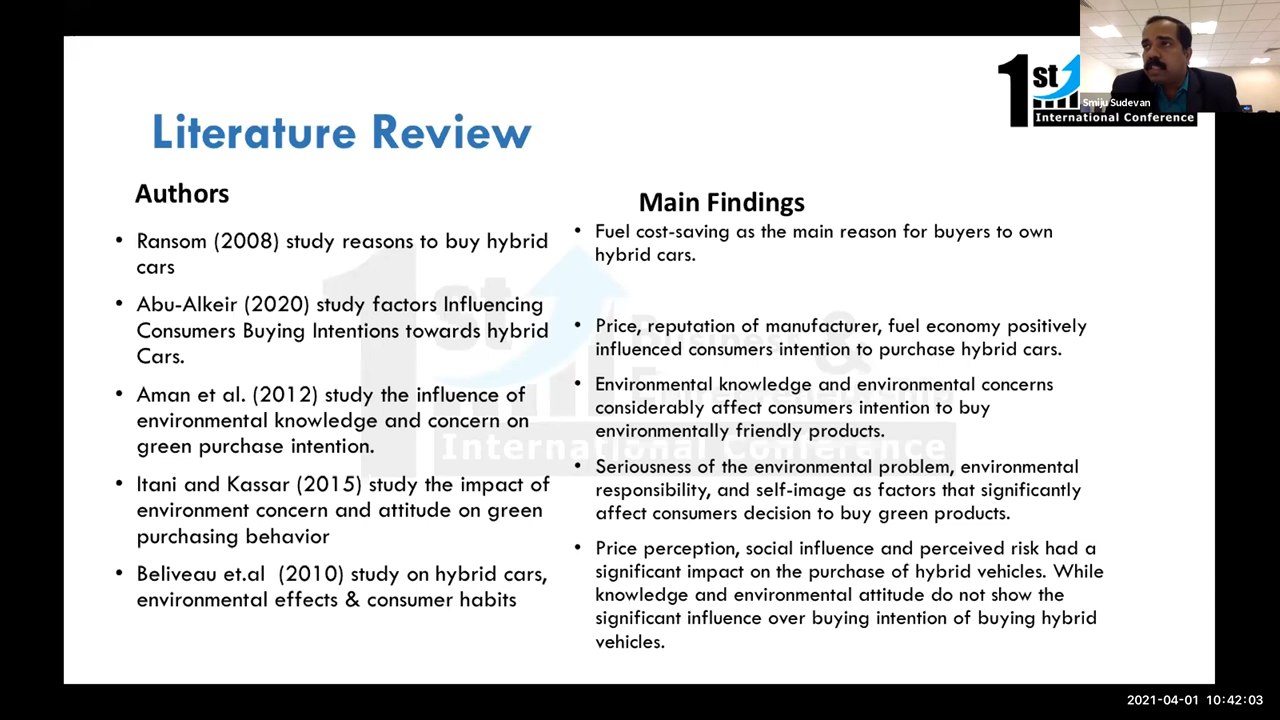 1st
International Conference
Smiju Sudevan
Literature Review
Authors
• Ransom (2008) study reasons to buy hybrid
cars
• Abu-Alkeir (2020) study factors Influencing
Consumers Buying Intentions towards hybrid
Cars.
• Aman et al. (2012) study the influence of
environmental knowledge and concern on
green purchase intention.
• Itani and Kassar (2015) study the impact of
environment concern and attitude on green
purchasing behavior
• Beliveau et.al (2010) study on hybrid cars,
environmental effects & consumer habits
Main Findings
• Fuel cost-saving as the main reason for buyers to own
hybrid cars.
• Price, reputation of manufacturer, fuel economy positively
influenced consumers intention to purchase hybrid cars.
• Environmental knowledge and environmental concerns
considerably affect consumers intention to buy
environmentally friendly products.
• Seriousness of the environmental problem, environmental
responsibility, and self-image as factors that significantly
affect consumers decision to buy green products.
• Price perception, social influence and perceived risk had a
significant impact on the purchase of hybrid vehicles. While
knowledge and environmental attitude do not show the
significant influence over buying intention of buying hybrid
vehicles.
1st
Business &
Entrepreneurship
International Conference
2021-04-01 10:42:03